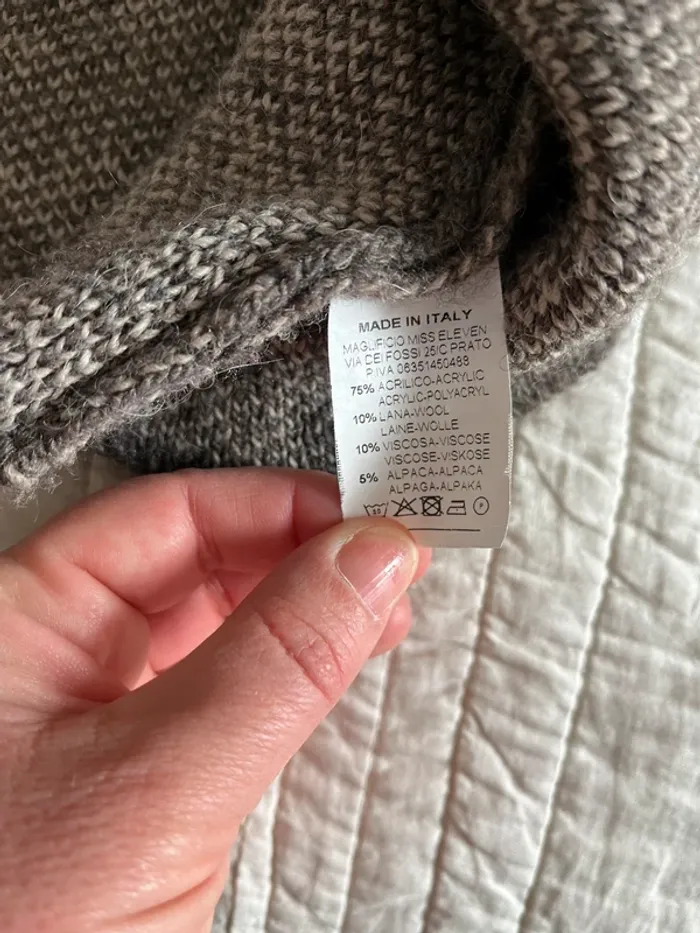 MADE IN ITALY
MAGLIFICIO MISS ELEVEN
VIA DEI FOSSI 25/C PRATO
P.IVA 06351450488
75% ACRILICO-ACRYLIC
ACRYLIC-POLYACRYL
10% LANA-WOOL
LAINE-WOLLE
10% VISCOSA-VISCOSE
VISCOSE-VISKOSE
5% ALPACA-ALPACA
ALPAGA-ALPAKA